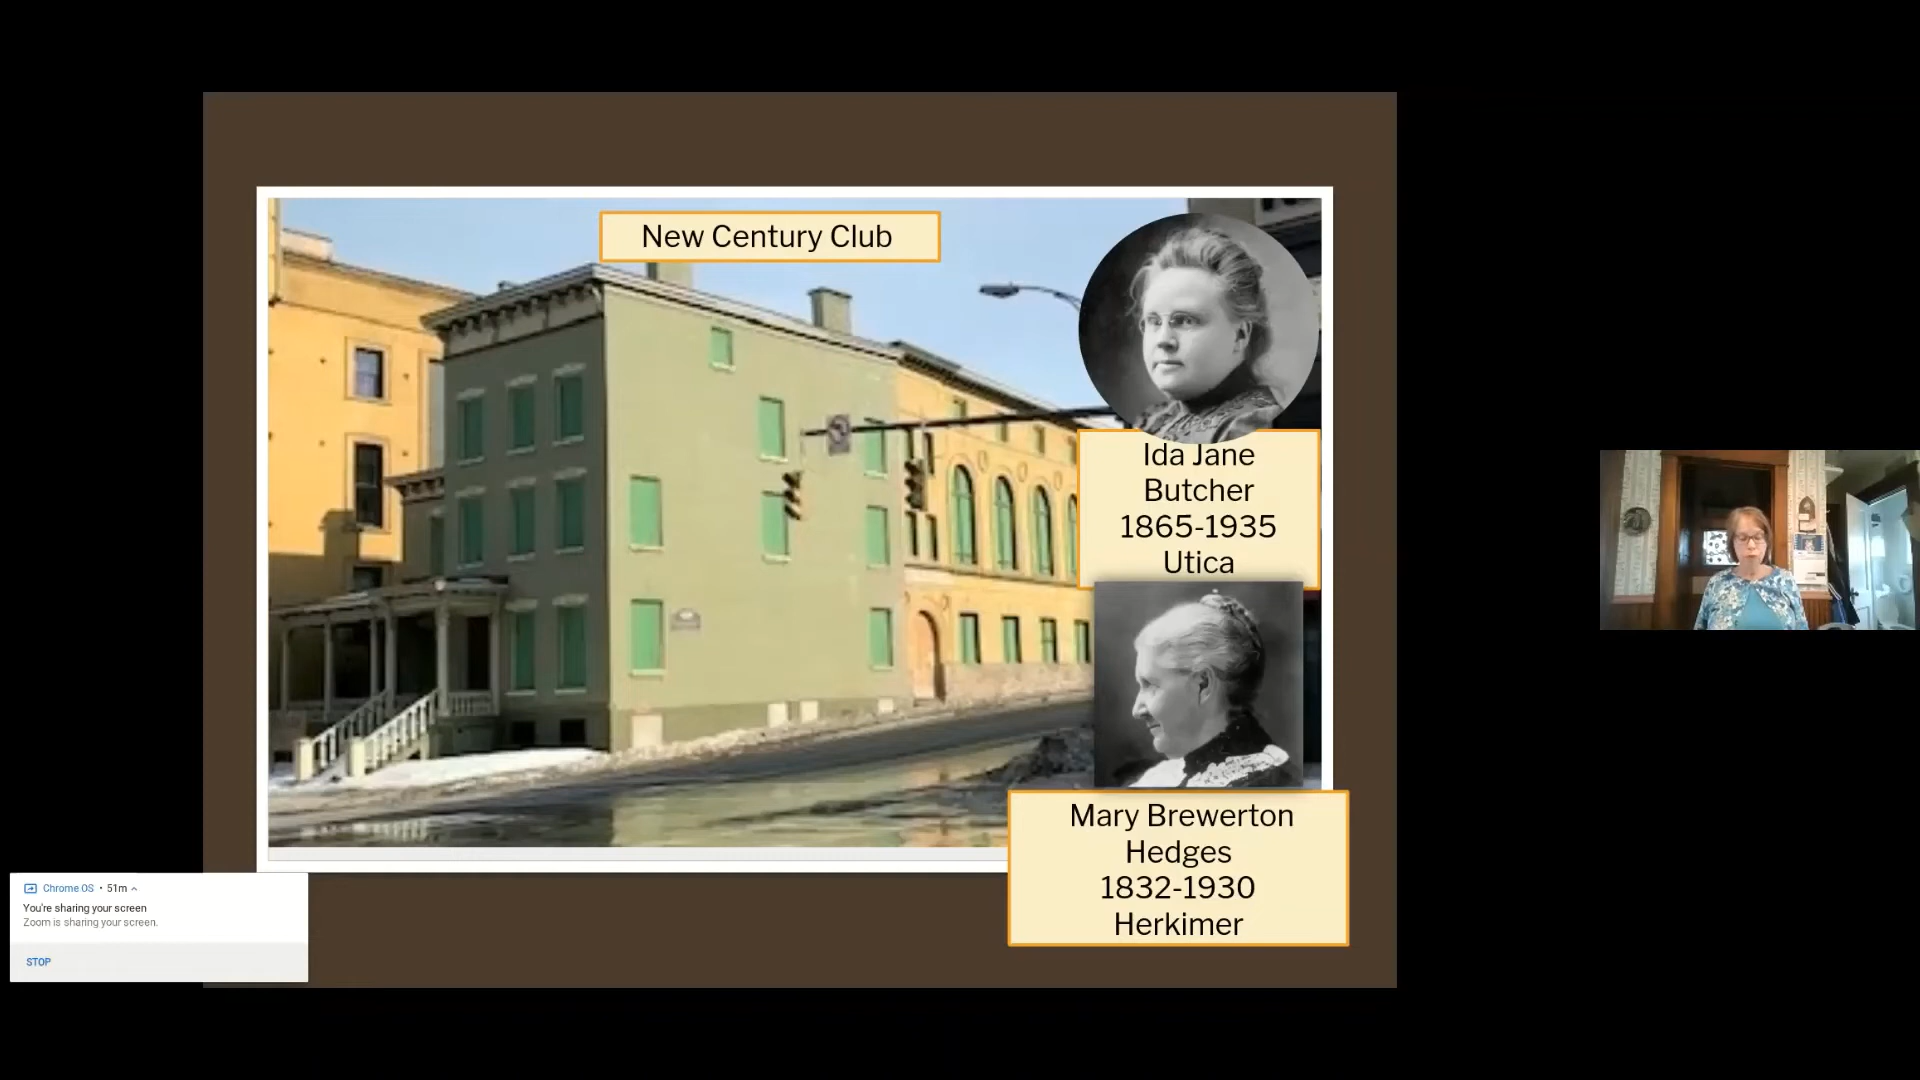 New Century Club
Ida Jane
Butcher
1865-1935
Utica
Mary Brewerton
Hedges
1832-1930
Herkimer
Chrome OS • 51m
You're sharing your screen
Zoom is sharing your screen.
STOP